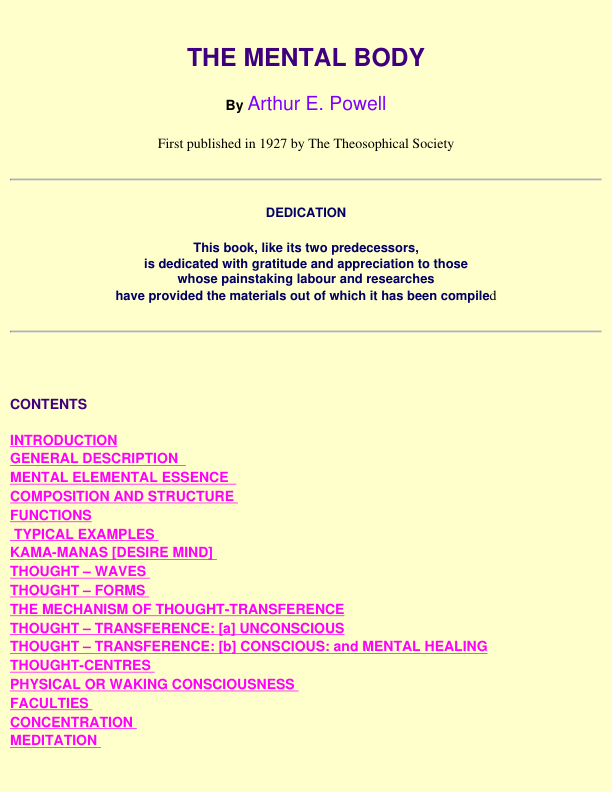 THE MENTAL BODY
By Arthur E. Powell
First published in 1927 by The Theosophical Society
DEDICATION
This book, like its two predecessors,
is dedicated with gratitude and appreciation to those
whose painstaking labour and researches
have provided the materials out of which it has been compiled
CONTENTS
INTRODUCTION
GENERAL DESCRIPTION
MENTAL ELEMENTAL ESSENCE
COMPOSITION AND STRUCTURE
FUNCTIONS
TYPICAL EXAMPLES
KAMA-MANAS [DESIRE MIND]
THOUGHT – WAVES
THOUGHT – FORMS
THE MECHANISM OF THOUGHT-TRANSFERENCE
THOUGHT – TRANSFERENCE: [a] UNCONSCIOUS
THOUGHT – TRANSFERENCE: [b] CONSCIOUS: and MENTAL HEALING
THOUGHT-CENTRES
PHYSICAL OR WAKING CONSCIOUSNESS
FACULTIES
CONCENTRATION
MEDITATION